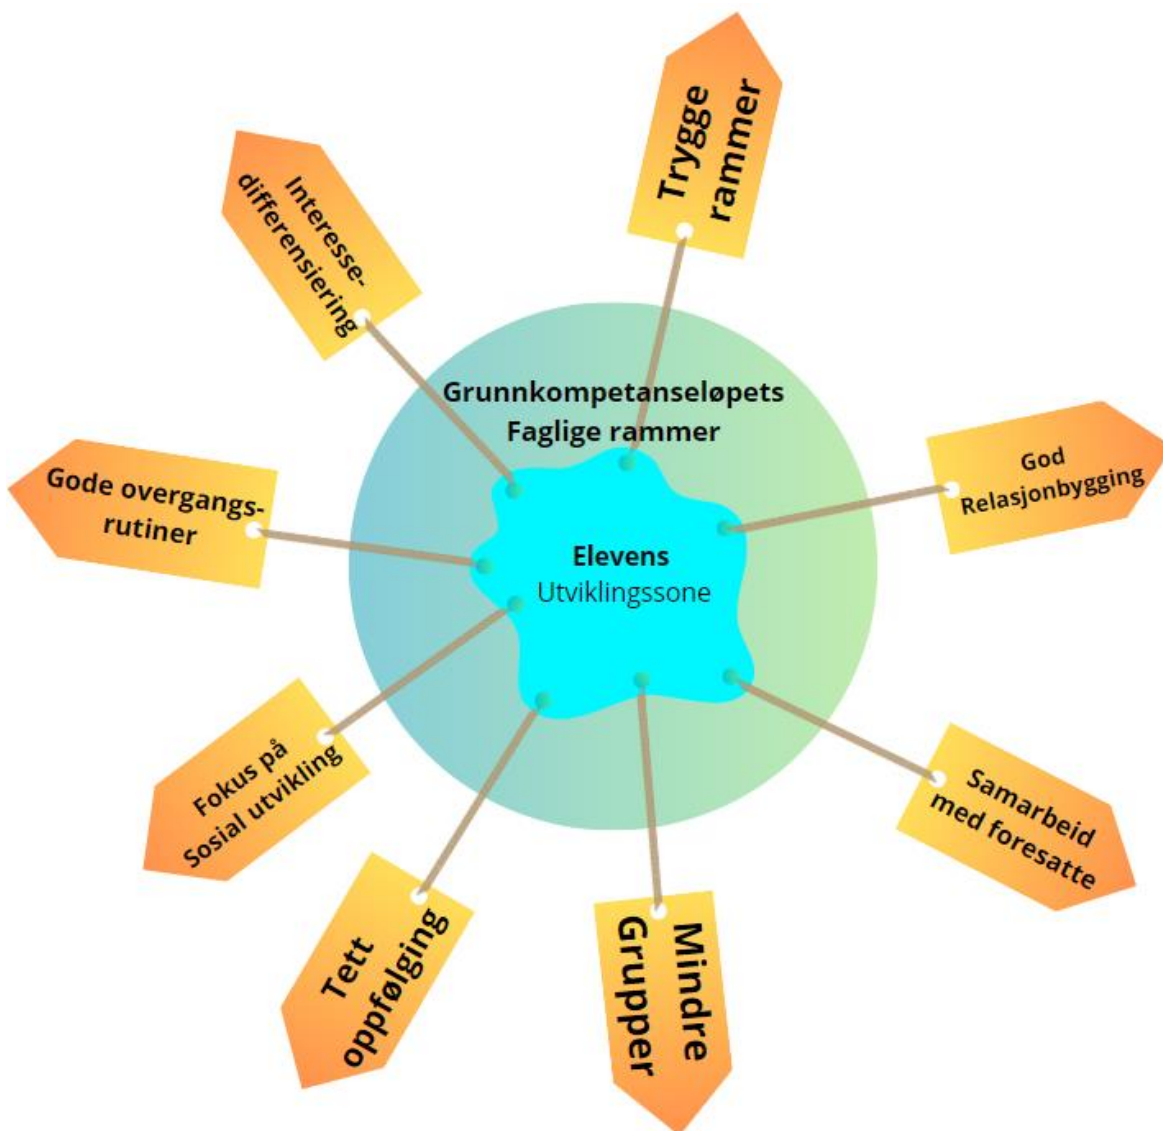 Trygge
rammer
Interesse-
differensiering
Grunnkompetanseløpets
Faglige rammer
God
Relasjonbygging
Gode overgangs-
rutiner
Elevens
Utviklingssone
Fokus på
Sosial utvikling
Samarbeid
med foresatte
Tett
oppfølging
Mindre
Grupper